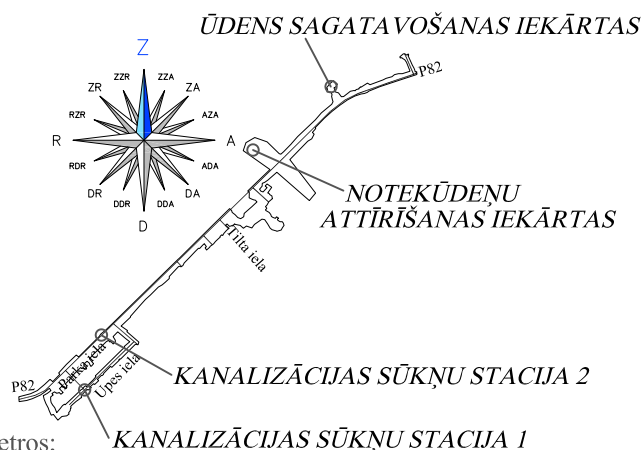 ŪDENS SAGATAVOŠANAS IEKĀRTAS
Z
ZZR
ZZA
ZR
ZA
P82
RZR
AZA
R
A
RDR
ADA
DR
DA
DDR
DDA
D
NOTEKŪDEŅU
ATTĪRĪŠANAS IEKĀRTAS
Tilta iela
Parka iela
Upes iela
P82
KANALIZĀCIJAS SŪKŅU STACIJA 2
KANALIZĀCIJAS SŪKŅU STACIJA 1
etros: